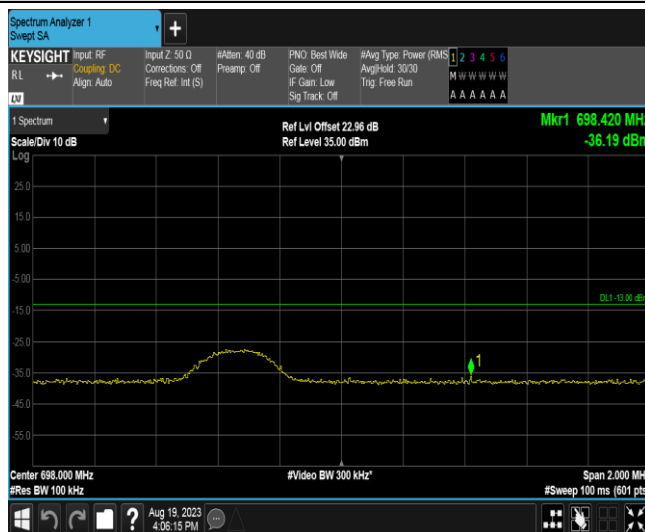 Spectrum Analyzer 1
Swept SA
+
KEYSIGHT
RL
LXI
Input: RF
Coupling: DC
Align: Auto
Input Z: 50 Ω
Corrections: Off
Freq Ref: Int (S)
#Atten: 40 dB
Preamp: Off
PNO: Best Wide
Gate: Off
IF Gain: Low
Sig Track: Off
#Avg Type: Power (RMS
Avg|Hold: 30/30
Trig: Free Run
1 2 3 4 5 6
M W W W W W
A A A A A A
1 Spectrum
Scale/Div 10 dB
Log
Ref Lvl Offset 22.96 dB
Ref Level 35.00 dBm
Mkr1 698.420 MHz
-36.19 dBm
25.0
15.0
5.00
-5.00
-15.0
-25.0
-35.0
-45.0
-55.0
DL1 -13.00 dBm
1
Center 698.000 MHz
#Res BW 100 kHz
#Video BW 300 kHz*
Span 2.000 MH
#Sweep 100 ms (601 pts
?
Aug 19, 2023
4:06:15 PM